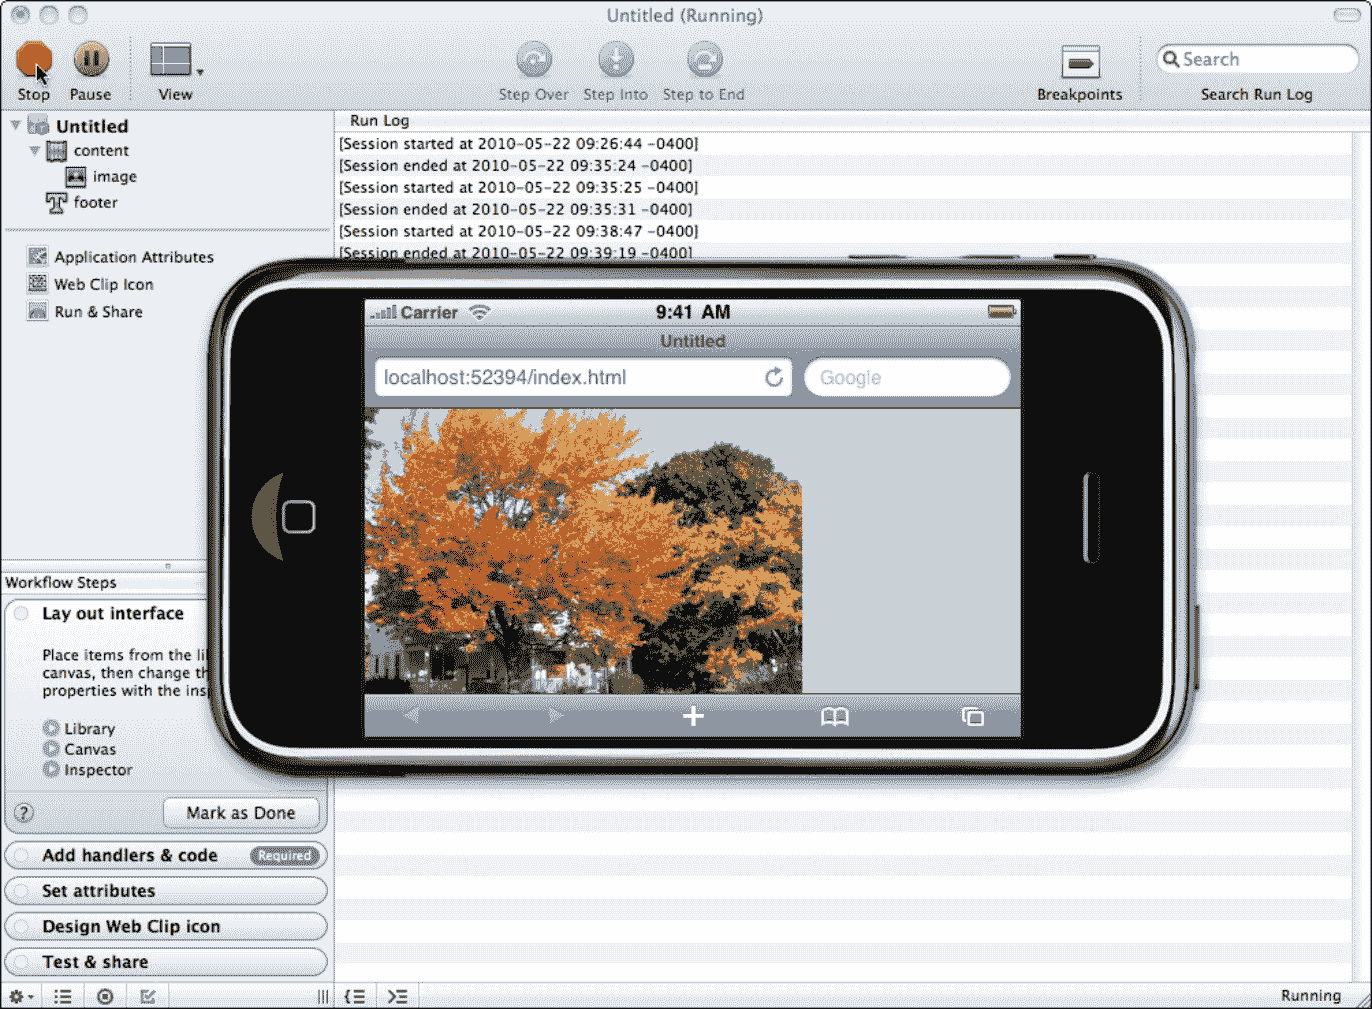 Untitled (Running)
Stop
Pause
View
Step Over
Step Into
Step to End
Breakpoints
Search
Search Run Log
Untitled
content
image
footer
Application Attributes
Web Clip Icon
Run & Share
Run Log
[Session started at 2010-05-22 09:26:44 -0400]
[Session ended at 2010-05-22 09:35:24 -0400]
[Session started at 2010-05-22 09:35:25 -0400]
[Session ended at 2010-05-22 09:35:31 -0400]
[Session started at 2010-05-22 09:38:47 -0400]
[Session ended at 2010-05-22 09:39:19 -0400]
Carrier
9:41 AM
Untitled
localhost:52394/index.html
Google
Workflow Steps
Lay out interface
Place items from the
canvas, then change
properties with the
Library
Canvas
Inspector
?
Mark as Done
Add handlers & code
Required
Set attributes
Design Web Clip icon
Test & share
Running